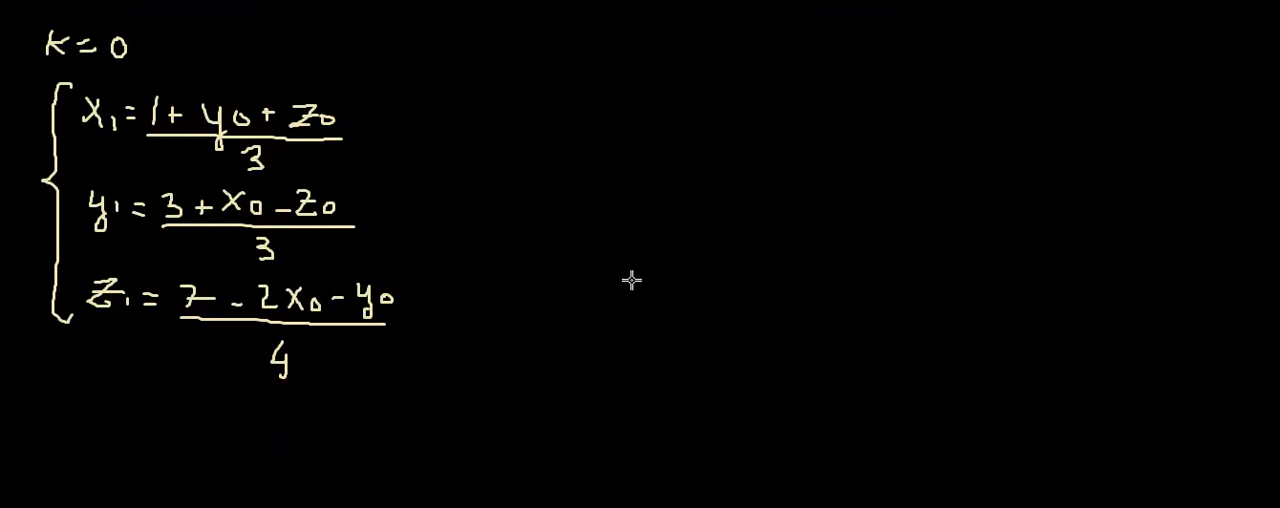 K = 0
x₁ = 1 + y₀ + z₀
3
y₁ = 3 + x₀ - z₀
3
z₁ = 7 - 2x₀ - y₀
4